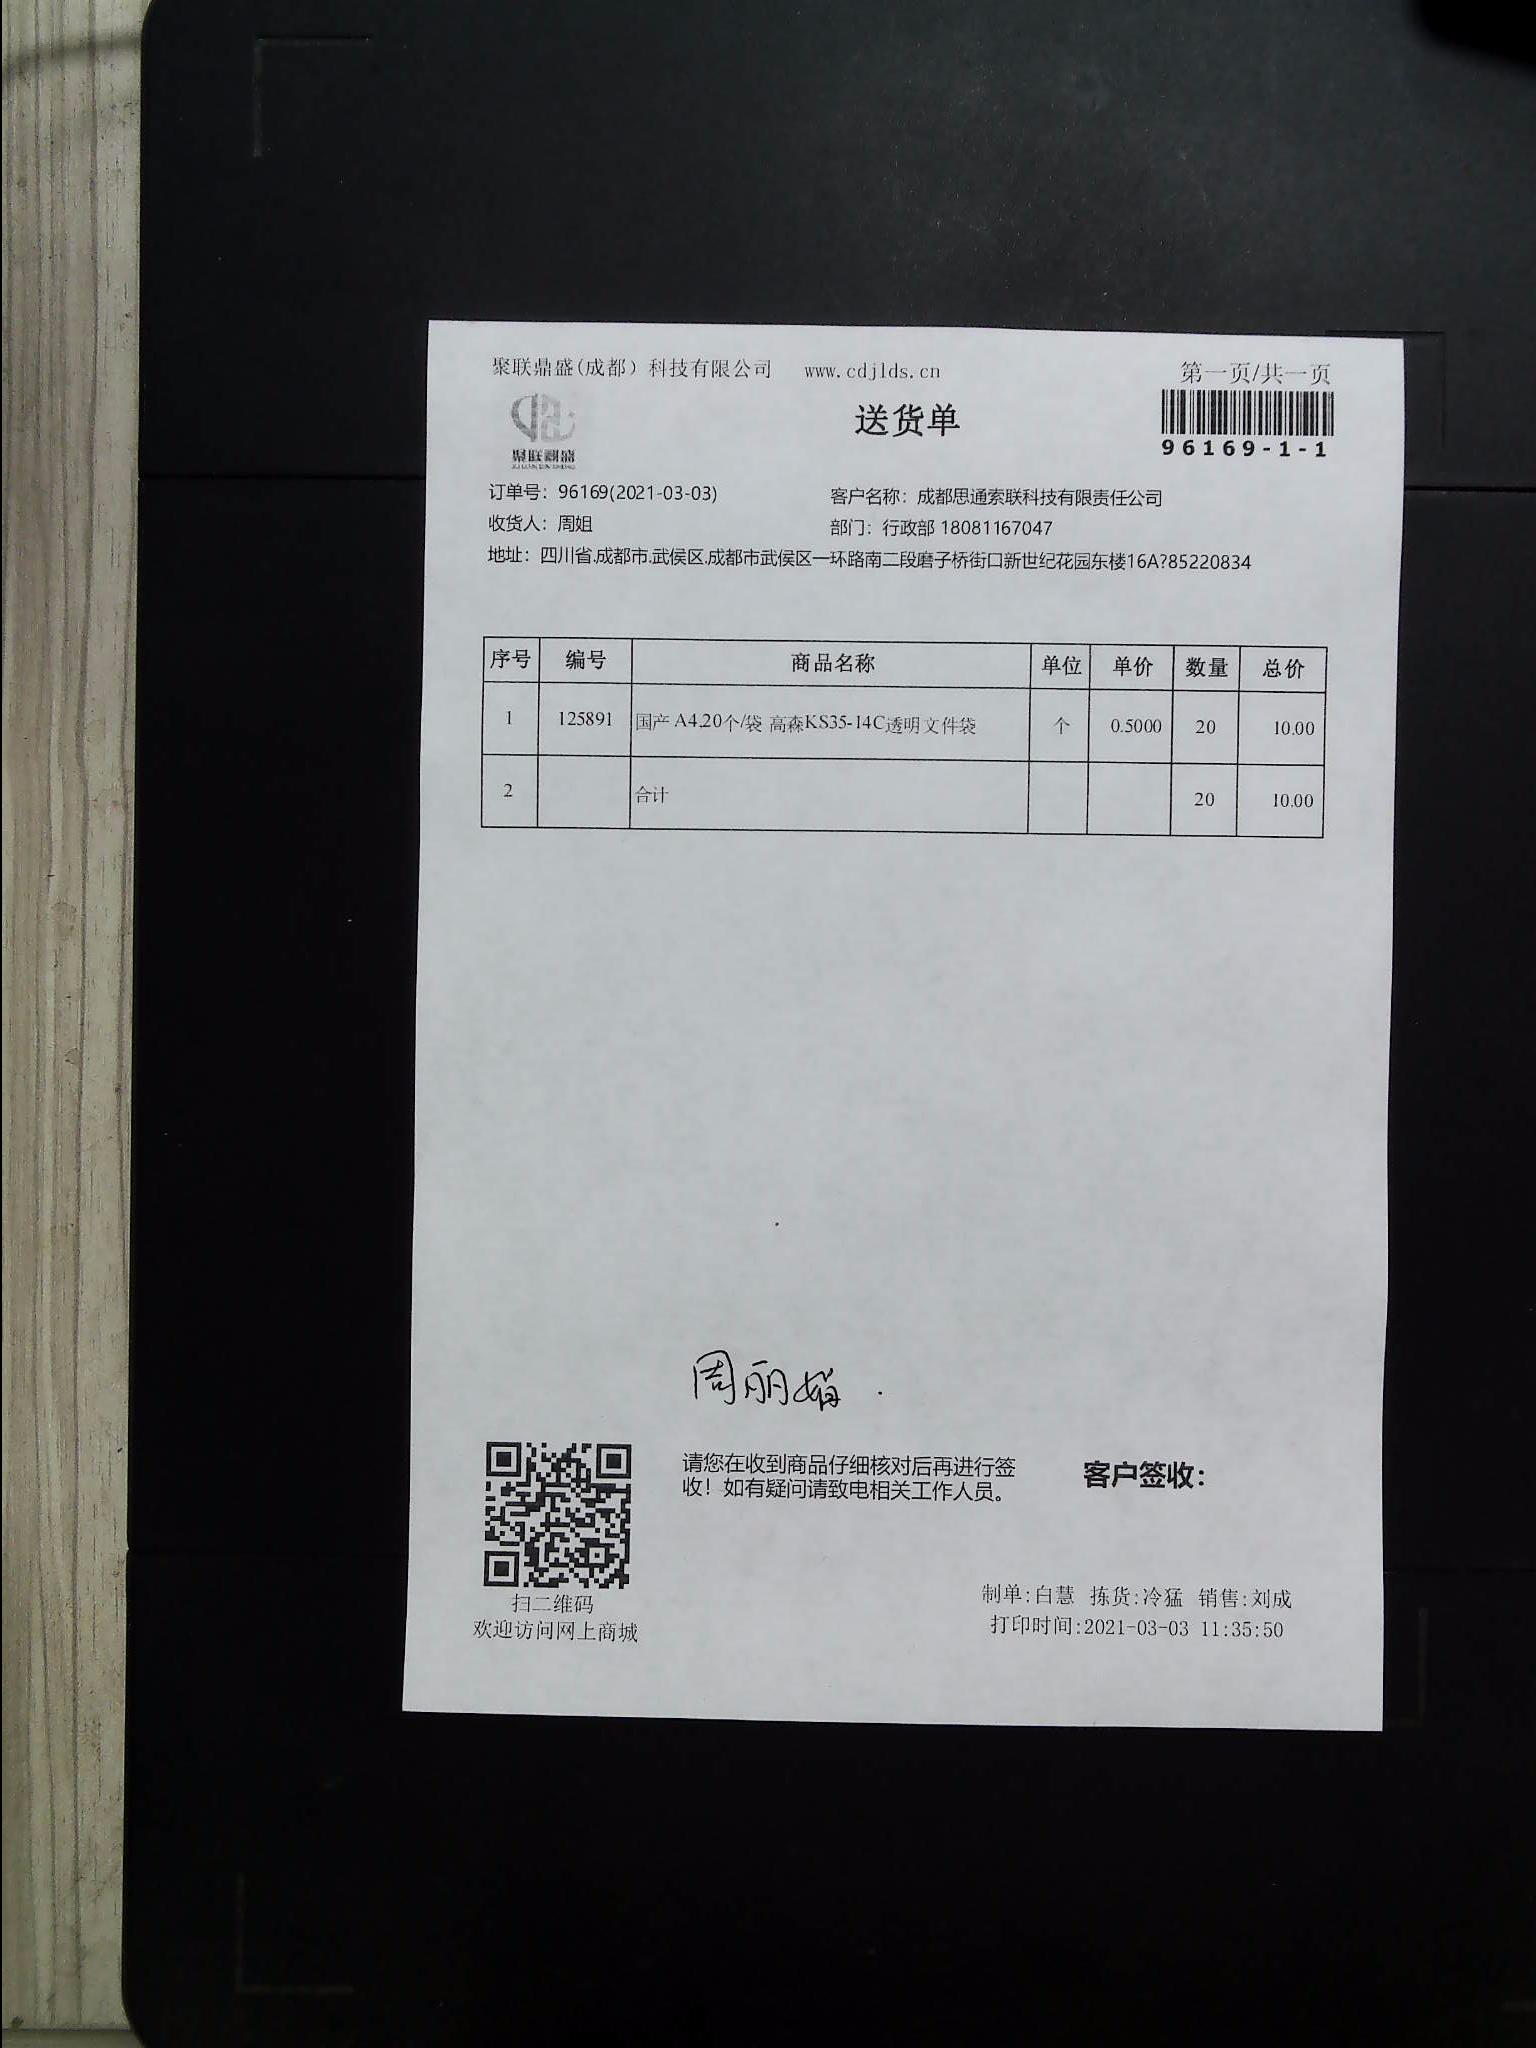 聚联鼎盛(成都）科技有限公司 www.cdjlds.cn
第一页/共一页
聚联鼎盛
送货单
96169-1-1
订单号：96169(2021-03-03)
客户名称：成都思通索联科技有限责任公司
收货人：周姐
部门：行政部 18081167047
地址：四川省.成都市.武侯区.成都市武侯区一环路南二段磨子桥街口新世纪花园东楼16A?85220834
序号 编号 商品名称 单位 单价 数量 总价
1 125891 国产 A4,20个/袋 高森KS35-14C透明文件袋 个 0.5000 20 10.00
2 合计 20 10.00
周丽娟
请您在收到商品仔细核对后再进行签
收！如有疑问请致电相关工作人员。
客户签收：
扫二维码
欢迎访问网上商城
制单:白慧 拣货:冷猛 销售:刘成
打印时间:2021-03-03 11:35:50